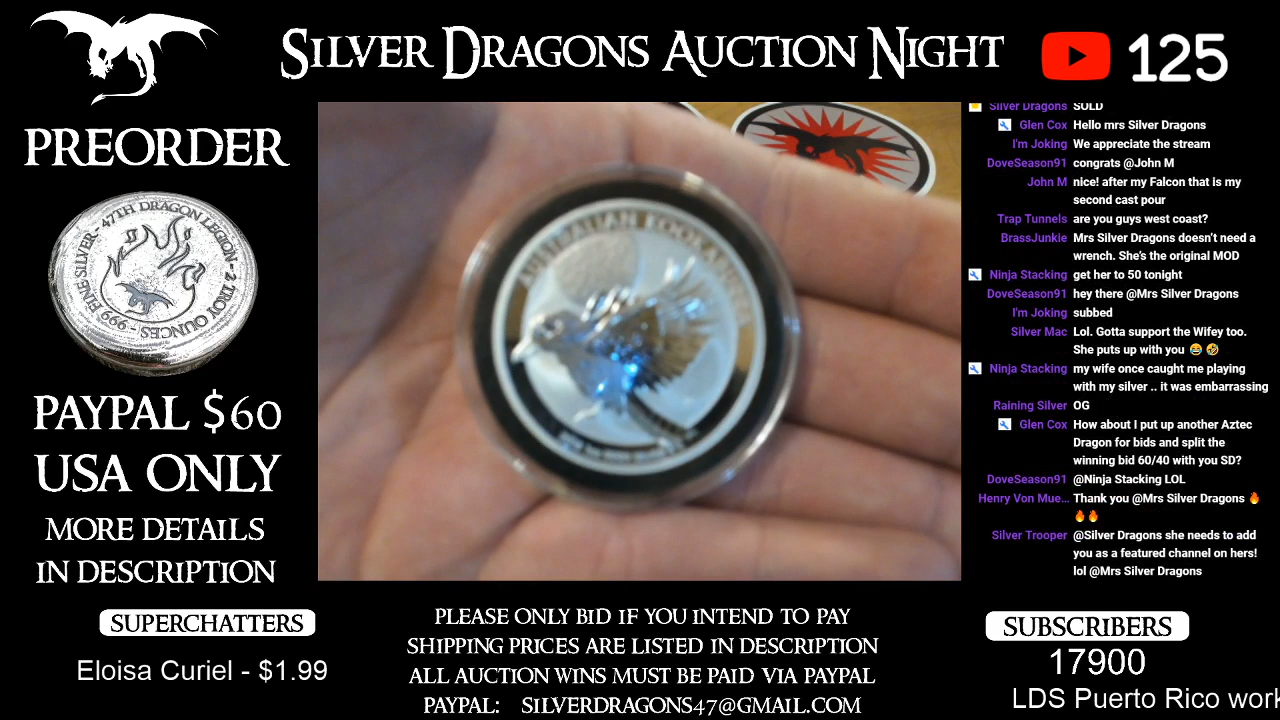 SILVER DRAGONS AUCTION NIGHT
125
PREORDER
47TH DRAGON LEGION - 2 TROY OUNCES - 999 FINE SILVER -
PAYPAL $60
USA ONLY
MORE DETAILS
IN DESCRIPTION
SUPERCHATTERS
Eloisa Curiel - $1.99
AUSTRALIAN KOOKABURRA
PLEASE ONLY BID IF YOU INTEND TO PAY
SHIPPING PRICES ARE LISTED IN DESCRIPTION
ALL AUCTION WINS MUST BE PAID VIA PAYPAL
PAYPAL: SILVERDRAGONS47@GMAIL.COM
Silver Dragons SOLD
Glen Cox Hello mrs Silver Dragons
I'm Joking We appreciate the stream
DoveSeason91 congrats @John M
John M nice! after my Falcon that is my
second cast pour
Trap Tunnels are you guys west coast?
BrassJunkie Mrs Silver Dragons doesn't need a
wrench. She's the original MOD
Ninja Stacking get her to 50 tonight
DoveSeason91 hey there @Mrs Silver Dragons
I'm Joking subbed
Silver Mac Lol. Gotta support the Wifey too.
She puts up with you 😂 🤣
Ninja Stacking my wife once caught me playing
with my silver .. it was embarrassing
Raining Silver OG
Glen Cox How about I put up another Aztec
Dragon for bids and split the
winning bid 60/40 with you SD?
DoveSeason91 @Ninja Stacking LOL
Henry Von Mue... Thank you @Mrs Silver Dragons 🔥
🔥🔥
Silver Trooper @Silver Dragons she needs to add
you as a featured channel on hers!
lol @Mrs Silver Dragons
SUBSCRIBERS
17900
LDS Puerto Rico work